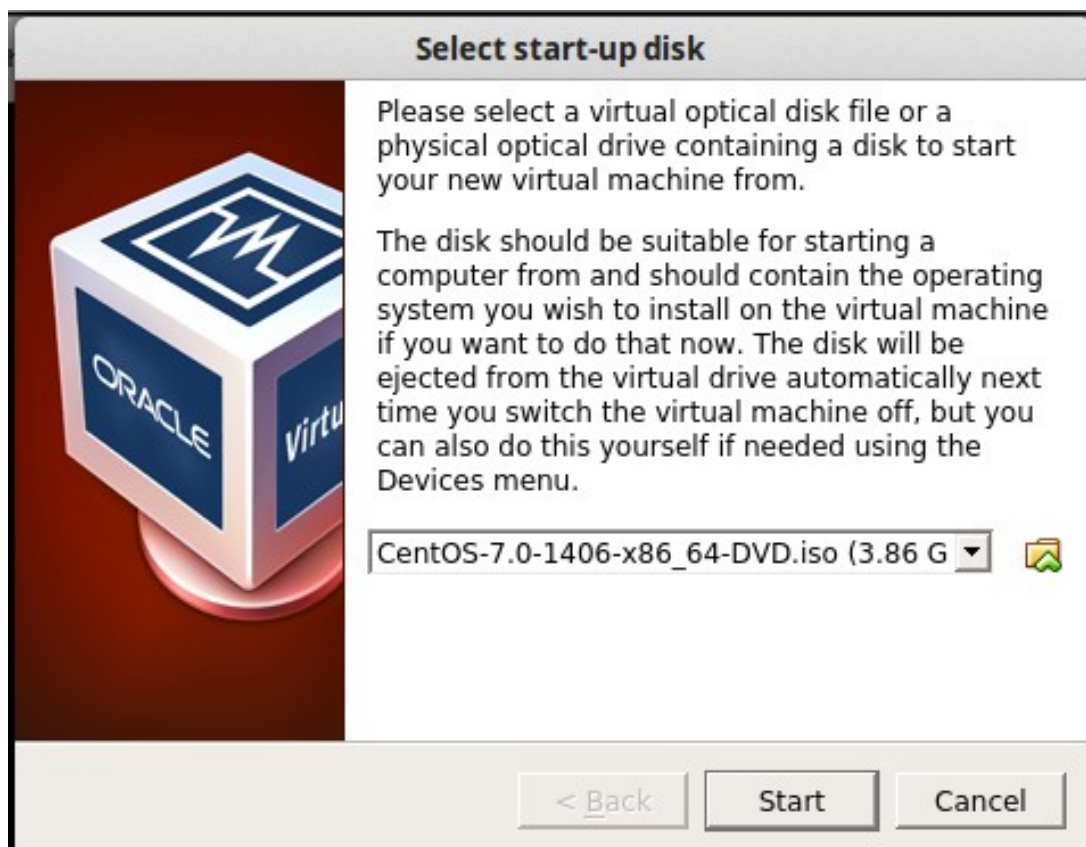 Select start-up disk
Please select a virtual optical disk file or a
physical optical drive containing a disk to start
your new virtual machine from.
The disk should be suitable for starting a
computer from and should contain the operating
system you wish to install on the virtual machine
if you want to do that now. The disk will be
ejected from the virtual drive automatically next
time you switch the virtual machine off, but you
can also do this yourself if needed using the
Devices menu.
ORACLE
Virtu
CentOS-7.0-1406-x86_64-DVD.iso (3.86 G
< Back
Start
Cancel